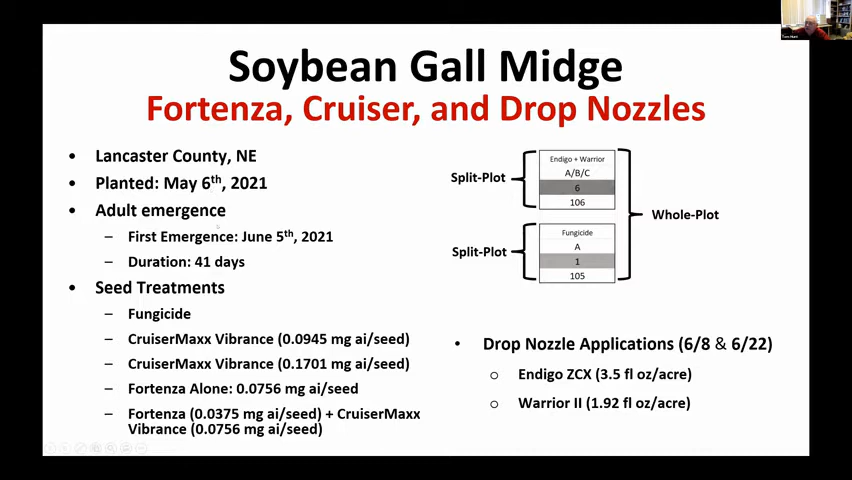 Soybean Gall Midge
Fortenza, Cruiser, and Drop Nozzles
• Lancaster County, NE
• Planted: May 6th, 2021
• Adult emergence
– First Emergence: June 5th, 2021
– Duration: 41 days
• Seed Treatments
– Fungicide
– CruiserMaxx Vibrance (0.0945 mg ai/seed)
– CruiserMaxx Vibrance (0.1701 mg ai/seed)
– Fortenza Alone: 0.0756 mg ai/seed
– Fortenza (0.0375 mg ai/seed) + CruiserMaxx
Vibrance (0.0756 mg ai/seed)
Split-Plot
Endigo + Warrior
A/B/C
6
106
Split-Plot
Fungicide
A
1
105
Whole-Plot
• Drop Nozzle Applications (6/8 & 6/22)
o Endigo ZCX (3.5 fl oz/acre)
o Warrior II (1.92 fl oz/acre)